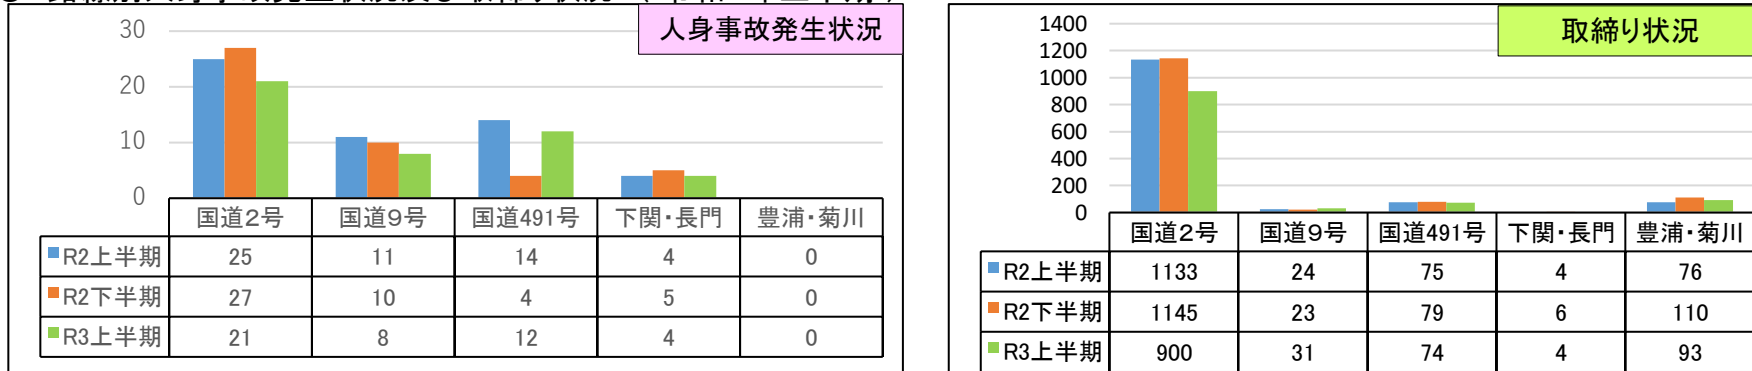 人身事故発生状況
30
20
10
0
国道2号 国道9号 国道491号 下関・長門 豊浦・菊川
R2上半期 25 11 14 4 0
R2下半期 27 10 4 5 0
R3上半期 21 8 12 4 0
取締り状況
1400
1200
1000
800
600
400
200
0
国道2号 国道9号 国道491号 下関・長門 豊浦・菊川
R2上半期 1133 24 75 4 76
R2下半期 1145 23 79 6 110
R3上半期 900 31 74 4 93